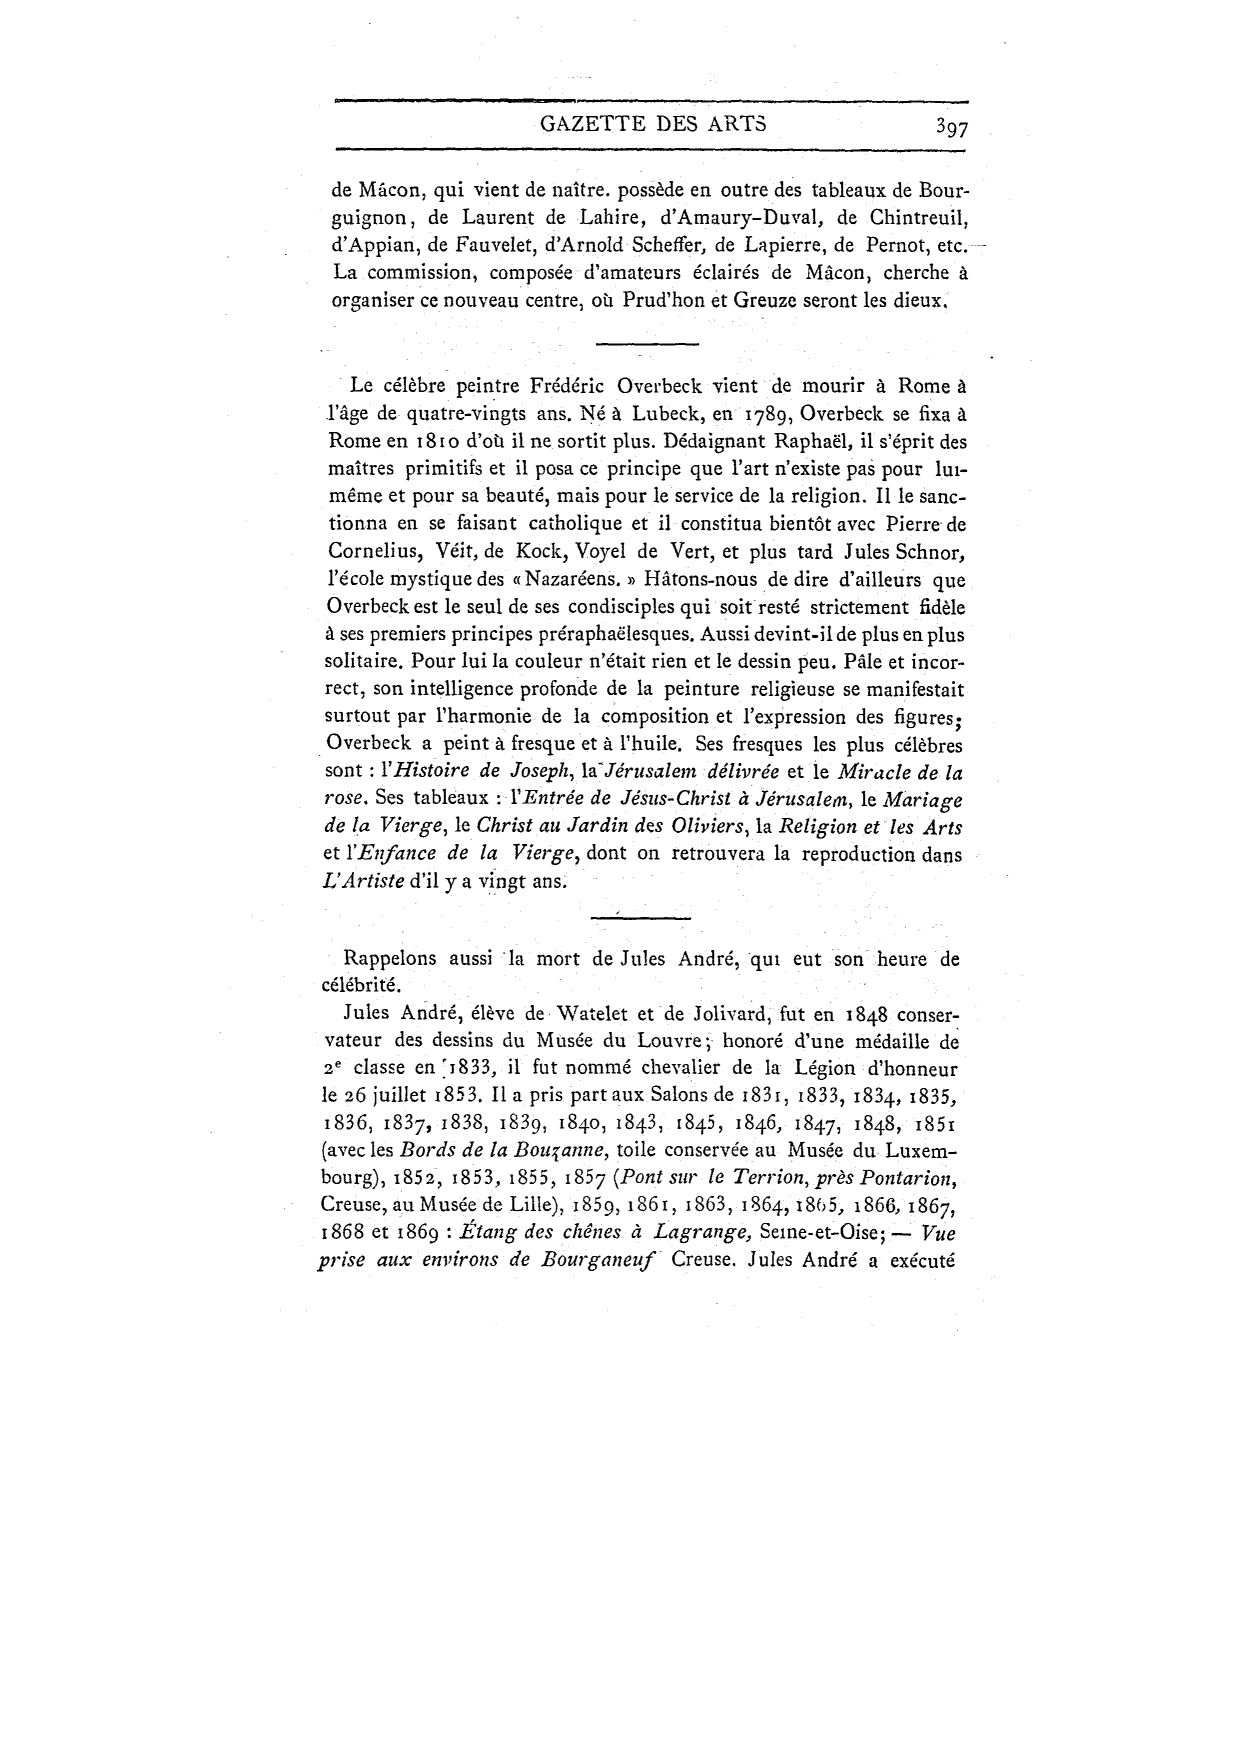 GAZETTE DES ARTS 397
de Mâcon, qui vient de naître. possède en outre des tableaux de Bour-
guignon, de Laurent de Lahire, d'Amaury-Duval, de Chintreuil,
d'Appian, de Fauvelet, d'Arnold Scheffer, de Lapierre, de Pernot, etc. —
La commission, composée d'amateurs éclairés de Mâcon, cherche à
organiser ce nouveau centre, où Prud'hon et Greuze seront les dieux.
Le célèbre peintre Frédéric Overbeck vient de mourir à Rome à
l'âge de quatre-vingts ans. Né à Lubeck, en 1789, Overbeck se fixa à
Rome en 1810 d'où il ne sortit plus. Dédaignant Raphaël, il s'éprit des
maîtres primitifs et il posa ce principe que l'art n'existe pas pour lui-
même et pour sa beauté, mais pour le service de la religion. Il le sanc-
tionna en se faisant catholique et il constitua bientôt avec Pierre de
Cornelius, Véit, de Kock, Voyel de Vert, et plus tard Jules Schnor,
l'école mystique des « Nazaréens. » Hâtons-nous de dire d'ailleurs que
Overbeck est le seul de ses condisciples qui soit resté strictement fidèle
à ses premiers principes préraphaëlesques. Aussi devint-il de plus en plus
solitaire. Pour lui la couleur n'était rien et le dessin peu. Pâle et incor-
rect, son intelligence profonde de la peinture religieuse se manifestait
surtout par l'harmonie de la composition et l'expression des figures;
Overbeck a peint à fresque et à l'huile. Ses fresques les plus célèbres
sont : l'Histoire de Joseph, la Jérusalem délivrée et le Miracle de la
rose. Ses tableaux : l'Entrée de Jésus-Christ à Jérusalem, le Mariage
de la Vierge, le Christ au Jardin des Oliviers, la Religion et les Arts
et l'Enfance de la Vierge, dont on retrouvera la reproduction dans
L'Artiste d'il y a vingt ans.
Rappelons aussi la mort de Jules André, qui eut son heure de
célébrité.
Jules André, élève de Watelet et de Jolivard, fut en 1848 conser-
vateur des dessins du Musée du Louvre; honoré d'une médaille de
2e classe en 1833, il fut nommé chevalier de la Légion d'honneur
le 26 juillet 1853. Il a pris part aux Salons de 1831, 1833, 1834, 1835,
1836, 1837, 1838, 1839, 1840, 1843, 1845, 1846, 1847, 1848, 1851
(avec les Bords de la Bouzanne, toile conservée au Musée du Luxem-
bourg), 1852, 1853, 1855, 1857 (Pont sur le Terrion, près Pontarion,
Creuse, au Musée de Lille), 1859, 1861, 1863, 1864, 1865, 1866, 1867,
1868 et 1869 : Étang des chênes à Lagrange, Seine-et-Oise; — Vue
prise aux environs de Bourganeuf Creuse. Jules André a exécuté